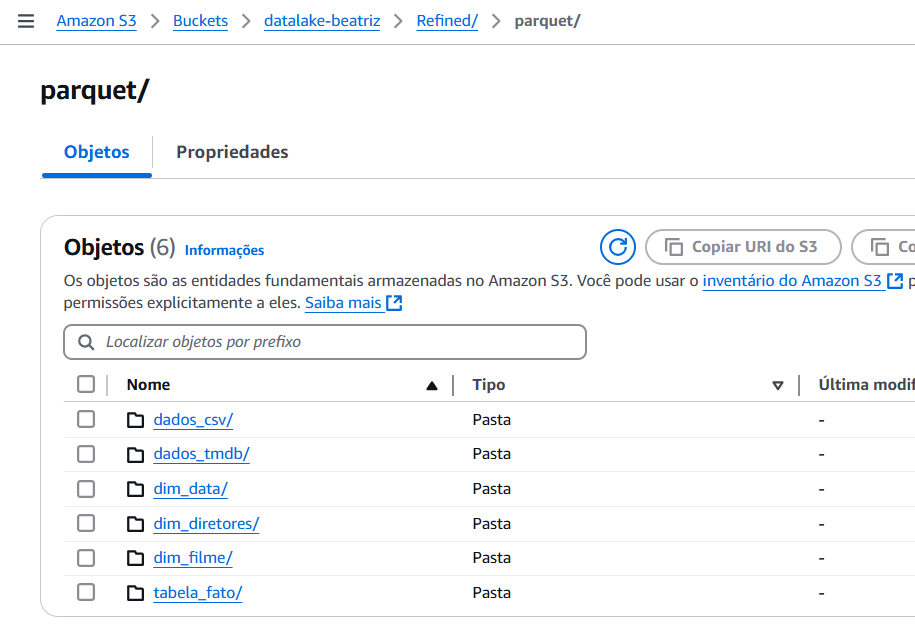 Amazon S3 > Buckets > datalake-beatriz > Refined/ > parquet/
parquet/
Objetos Propriedades
Objetos (6) Informações
Copiar URI do S3
Os objetos são as entidades fundamentais armazenadas no Amazon S3. Você pode usar o inventário do Amazon S3
permissões explicitamente a eles. Saiba mais
Localizar objetos por prefixo
Nome Tipo
dados_csv/ Pasta -
dados_tmdb/ Pasta -
dim_data/ Pasta -
dim_diretores/ Pasta -
dim_filme/ Pasta -
tabela_fato/ Pasta -